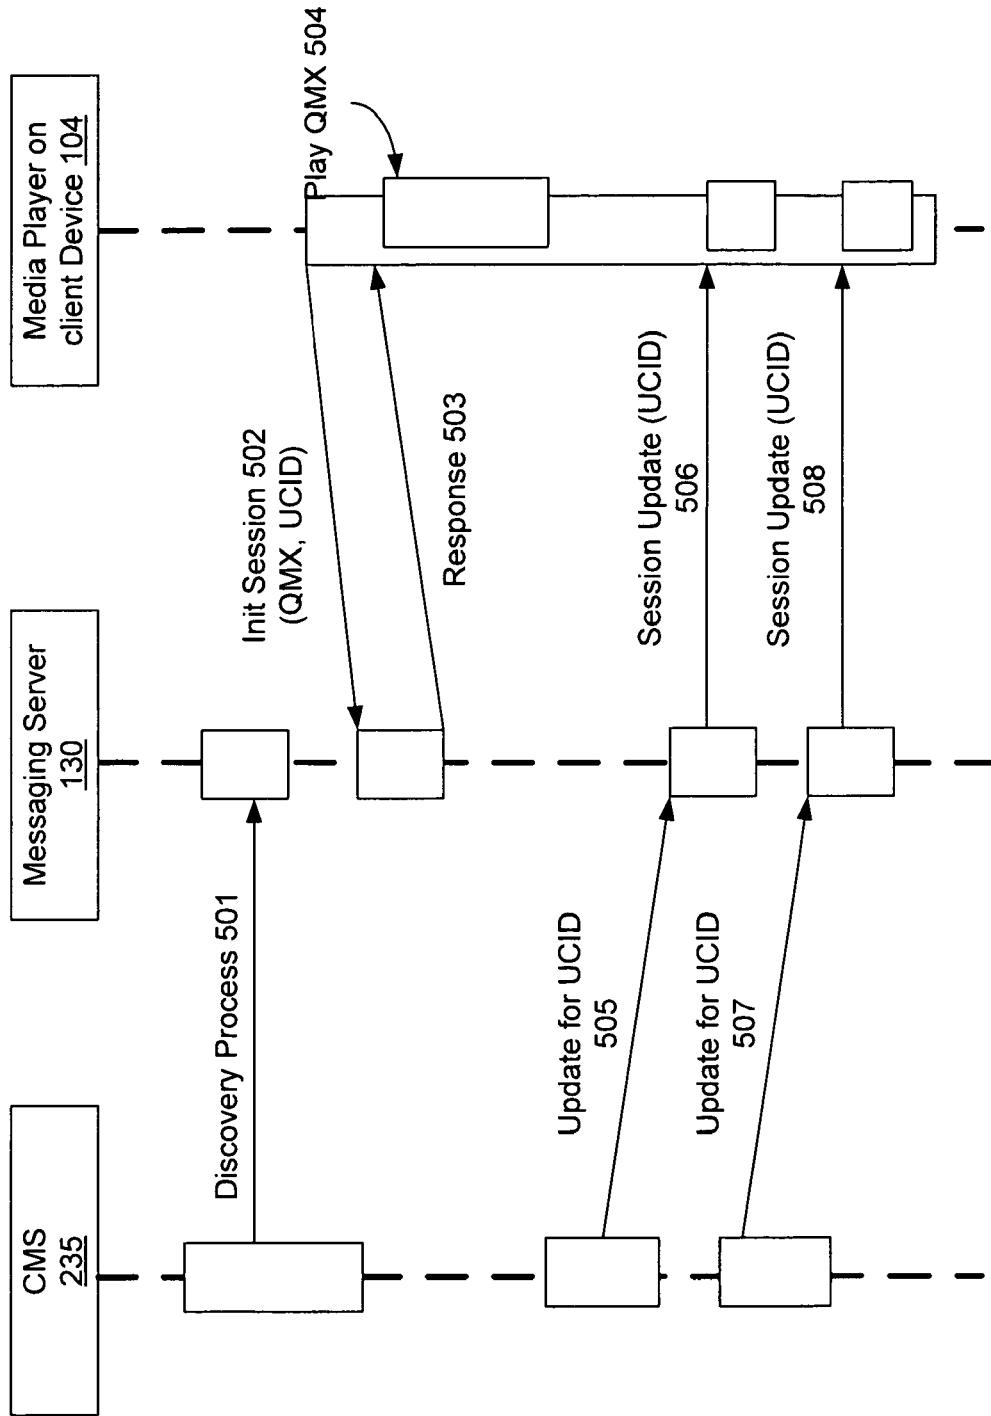 CMS
235
Messaging Server
130
Media Player on
client Device 104
Discovery Process 501
Init Session 502
(QMX, UCID)
Response 503
Play QMX 504
Update for UCID
505
Session Update (UCID)
506
Update for UCID
507
Session Update (UCID)
508